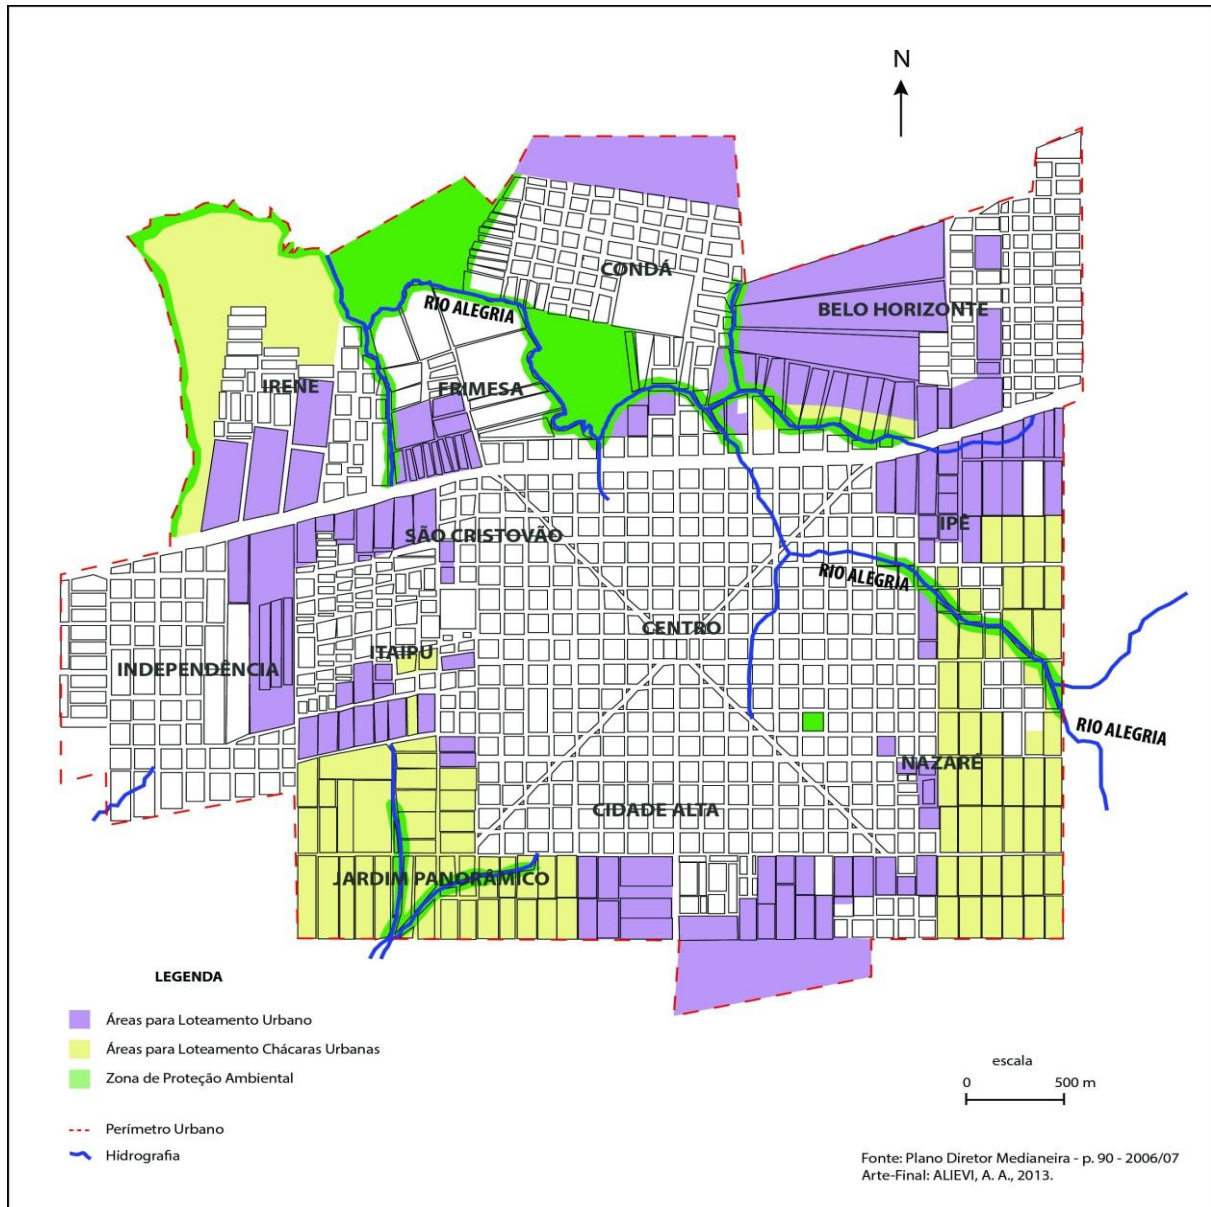 N
CONDÁ
RIO ALEGRIA
BELO HORIZONTE
IRENE
FRIMESA
IPÊ
SÃO CRISTOVÃO
RIO ALEGRIA
CENTRO
ITAIPU
INDEPENDÊNCIA
RIO ALEGRIA
NAZARÉ
CIDADE ALTA
JARDIM PANORÂMICO
LEGENDA
Áreas para Loteamento Urbano
Áreas para Loteamento Chácaras Urbanas
Zona de Proteção Ambiental
Perímetro Urbano
Hidrografia
escala
0 500 m
Fonte: Plano Diretor Medianeira - p. 90 - 2006/07
Arte-Final: ALIEVI, A. A., 2013.